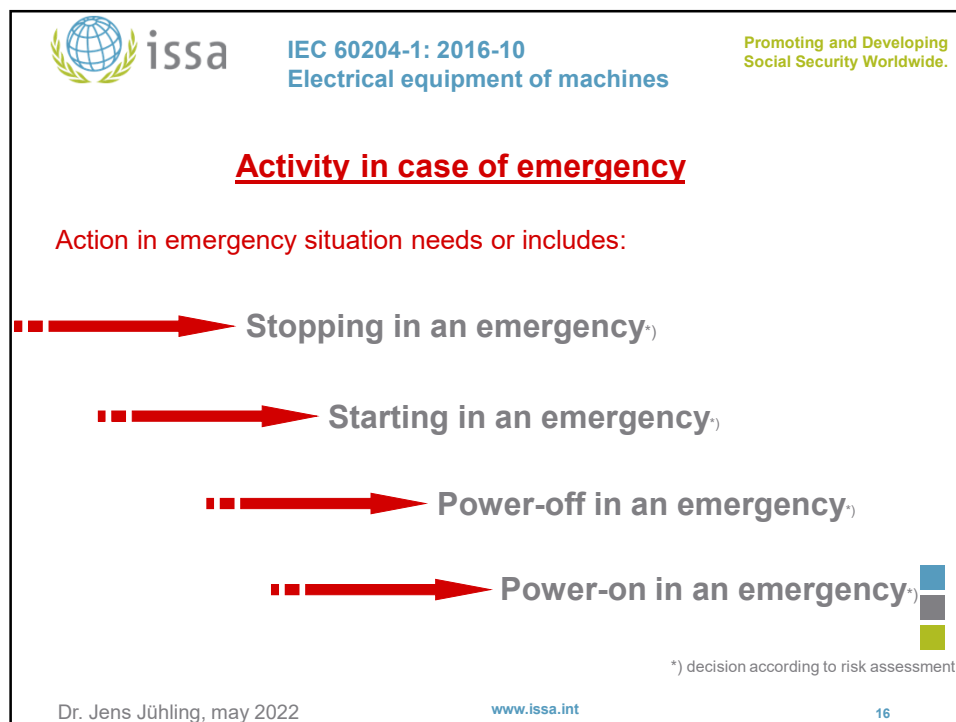 issa
IEC 60204-1: 2016-10
Electrical equipment of machines
Promoting and Developing
Social Security Worldwide.
Activity in case of emergency
Action in emergency situation needs or includes:
Stopping in an emergency*)
Starting in an emergency*)
Power-off in an emergency*)
Power-on in an emergency*)
*) decision according to risk assessment
Dr. Jens Jühling, may 2022
www.issa.int
16